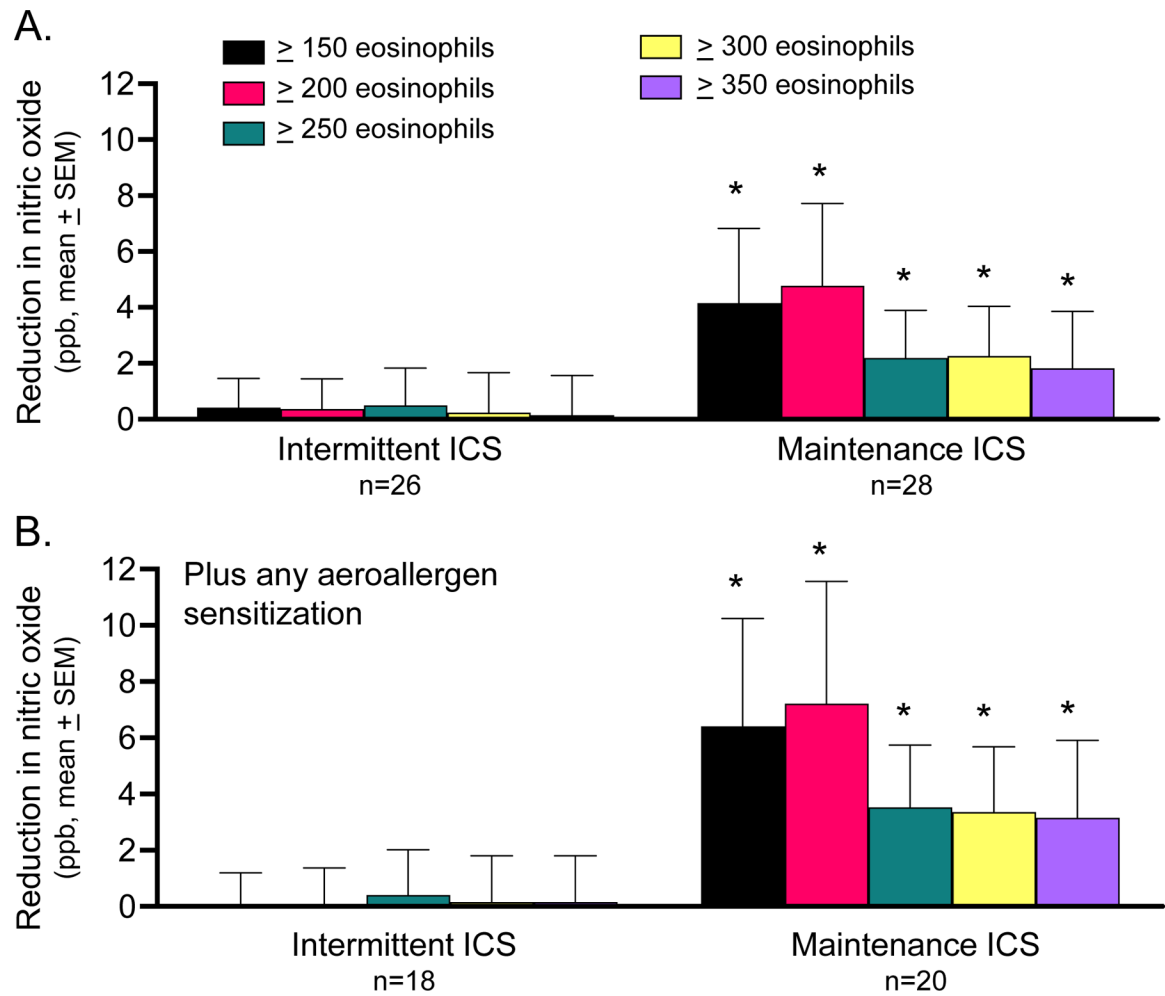 A.
≥ 150 eosinophils
≥ 200 eosinophils
≥ 250 eosinophils
≥ 300 eosinophils
≥ 350 eosinophils
Reduction in nitric oxide
(ppb, mean ± SEM)
12
10
8
6
4
2
0
* * * * *
Intermittent ICS
n=26
Maintenance ICS
n=28
B.
Plus any aeroallergen
sensitization
Reduction in nitric oxide
(ppb, mean ± SEM)
12
10
8
6
4
2
0
* * * * *
Intermittent ICS
n=18
Maintenance ICS
n=20